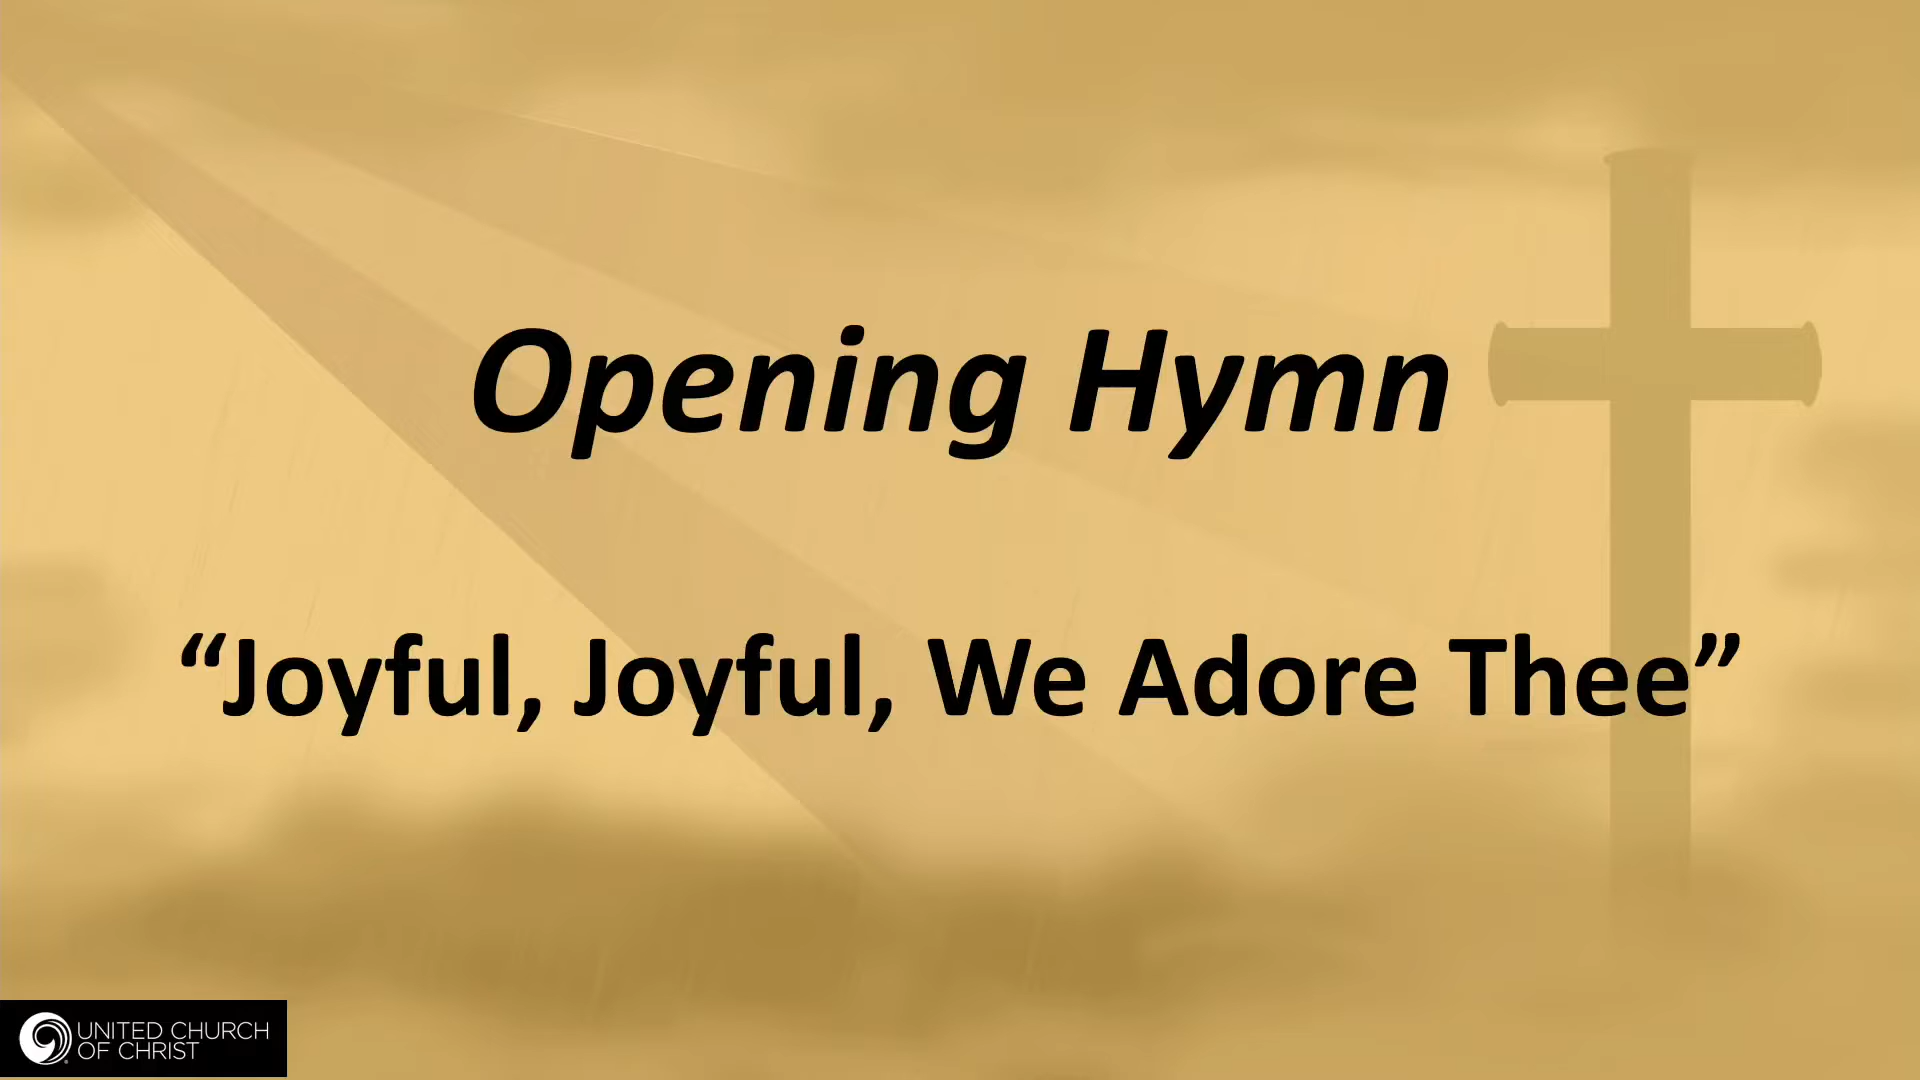 Opening Hymn
“Joyful, Joyful, We Adore Thee”
UNITED CHURCH
OF CHRIST